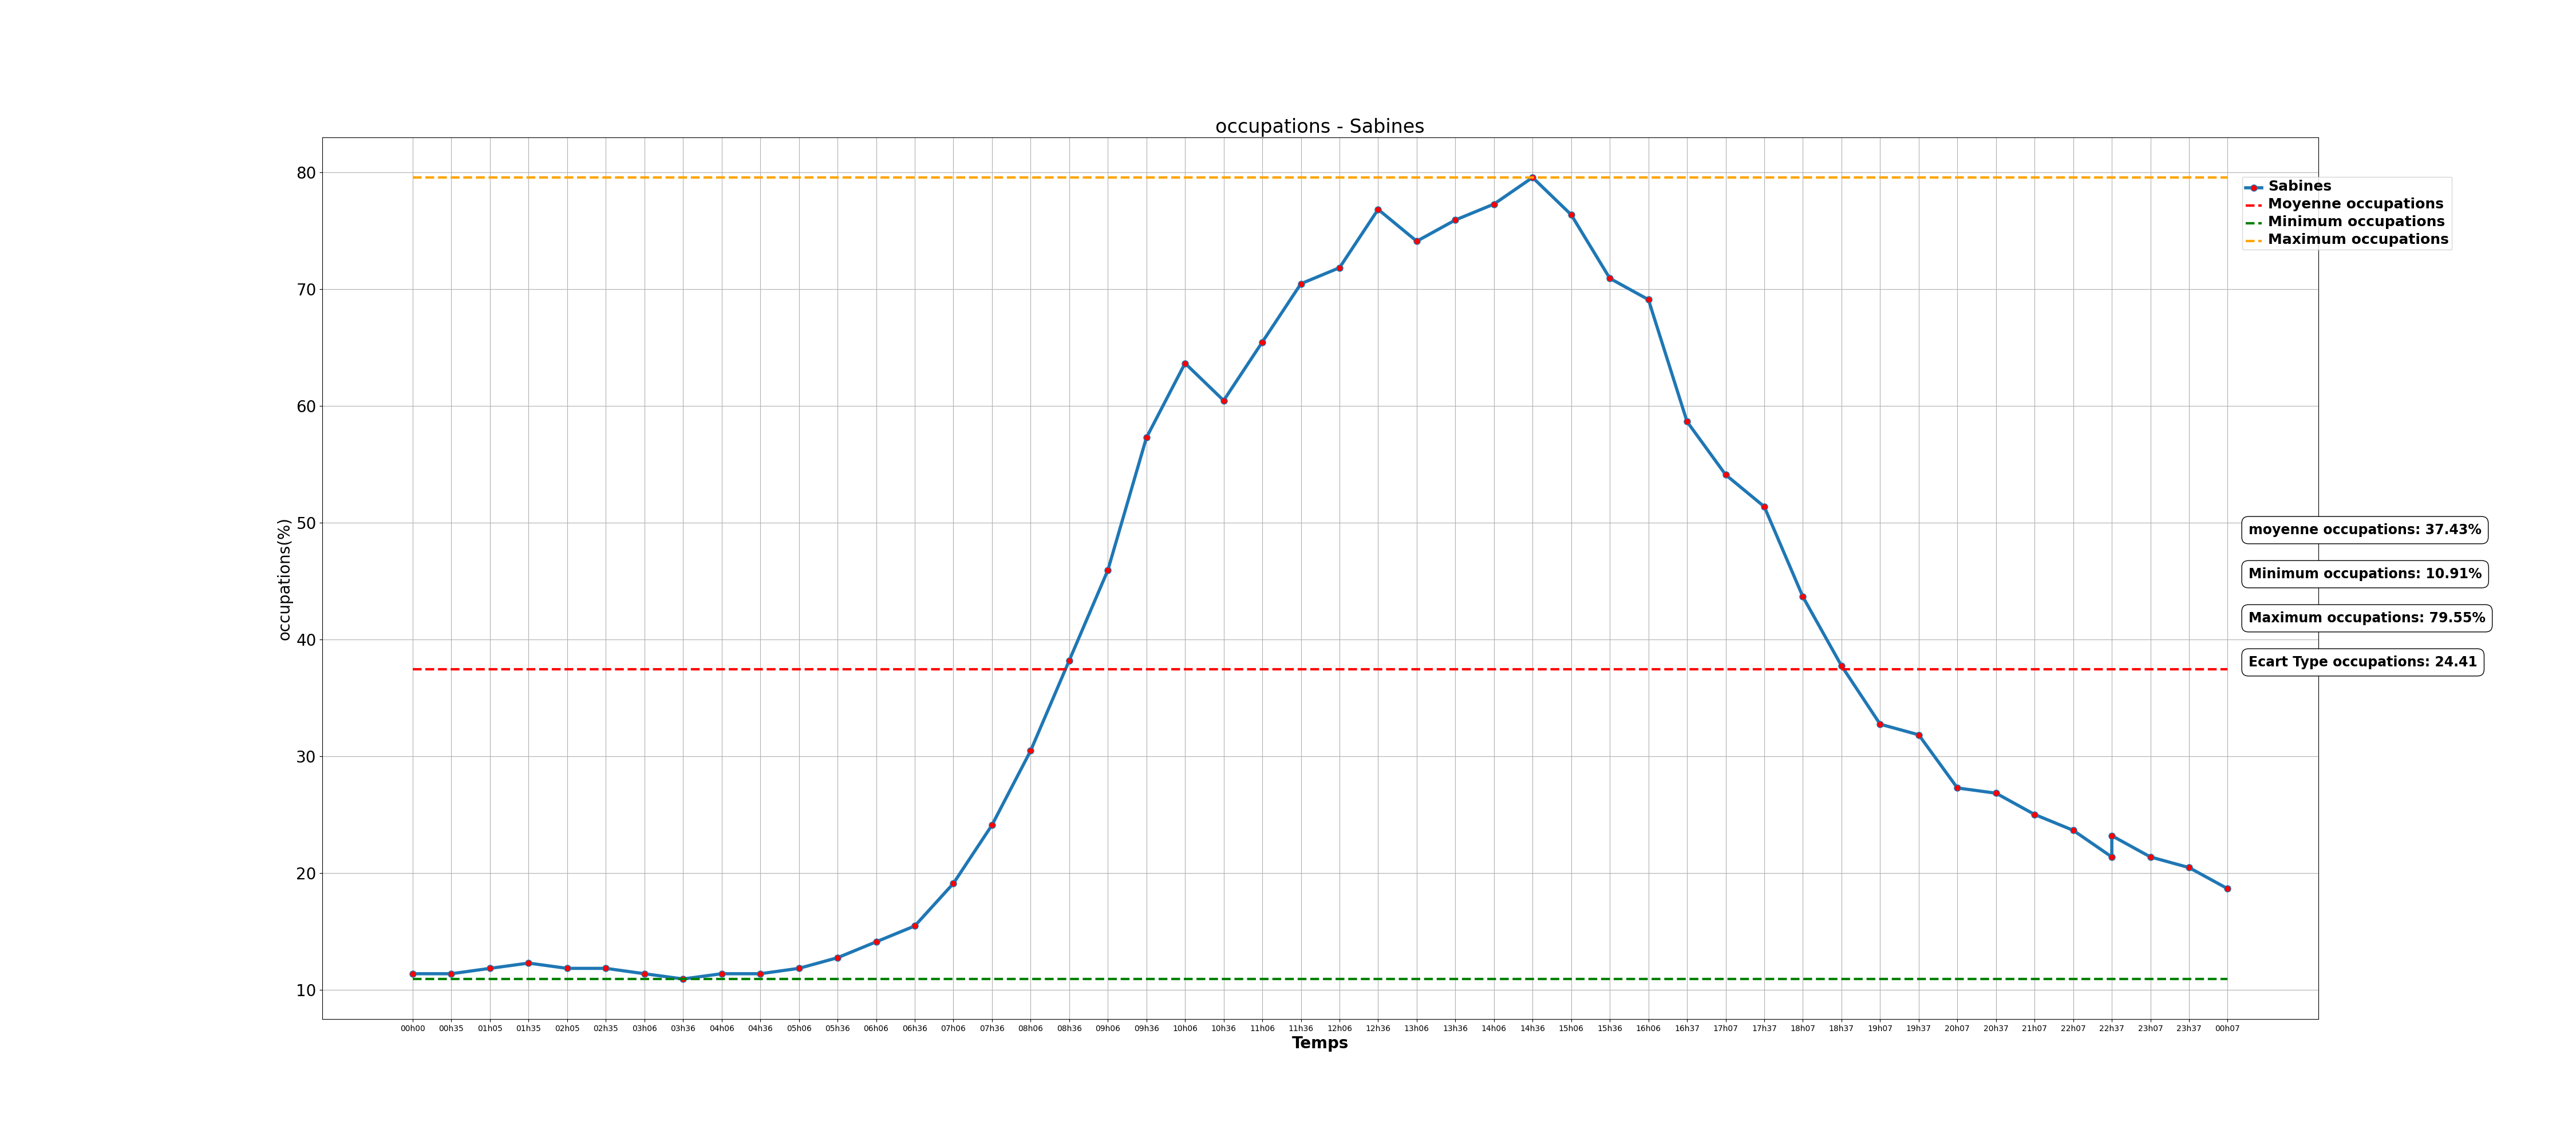 occupations - Sabines
80
70
60
50
40
30
20
10
occupations(%)
Sabines
Moyenne occupations
Minimum occupations
Maximum occupations
moyenne occupations: 37.43%
Minimum occupations: 10.91%
Maximum occupations: 79.55%
Ecart Type occupations: 24.41
00h00 00h35 01h05 01h35 02h05 02h35 03h06 03h36 04h06 04h36 05h06 05h36 06h06 06h36 07h06 07h36 08h06 08h36 09h06 09h36 10h06 10h36 11h06 11h36 12h06 12h36 13h06 13h36 14h06 14h36 15h06 15h36 16h06 16h37 17h07 17h37 18h07 18h37 19h07 19h37 20h07 20h37 21h07 22h07 22h37 23h07 23h37 00h07
Temps